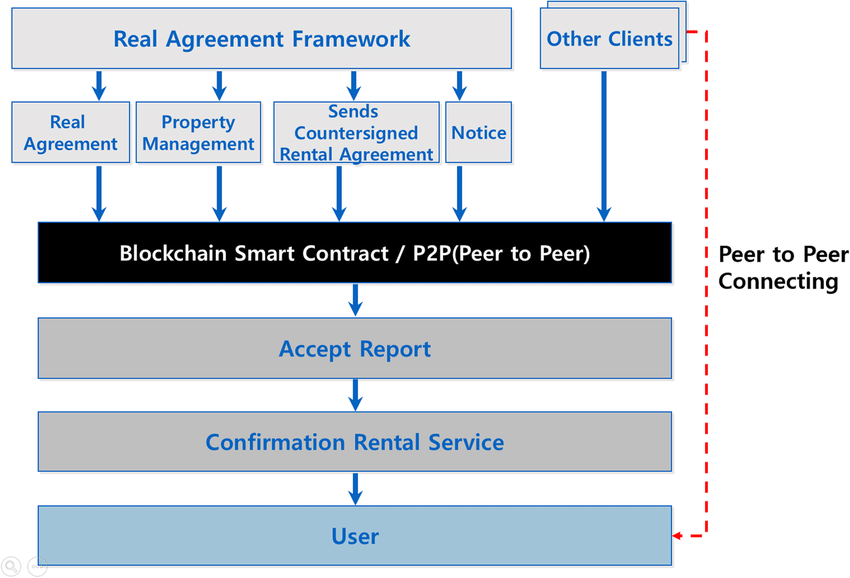 Real Agreement Framework
Other Clients
Real
Agreement
Property
Management
Sends
Countersigned
Rental Agreement
Notice
Blockchain Smart Contract / P2P(Peer to Peer)
Peer to Peer
Connecting
Accept Report
Confirmation Rental Service
User